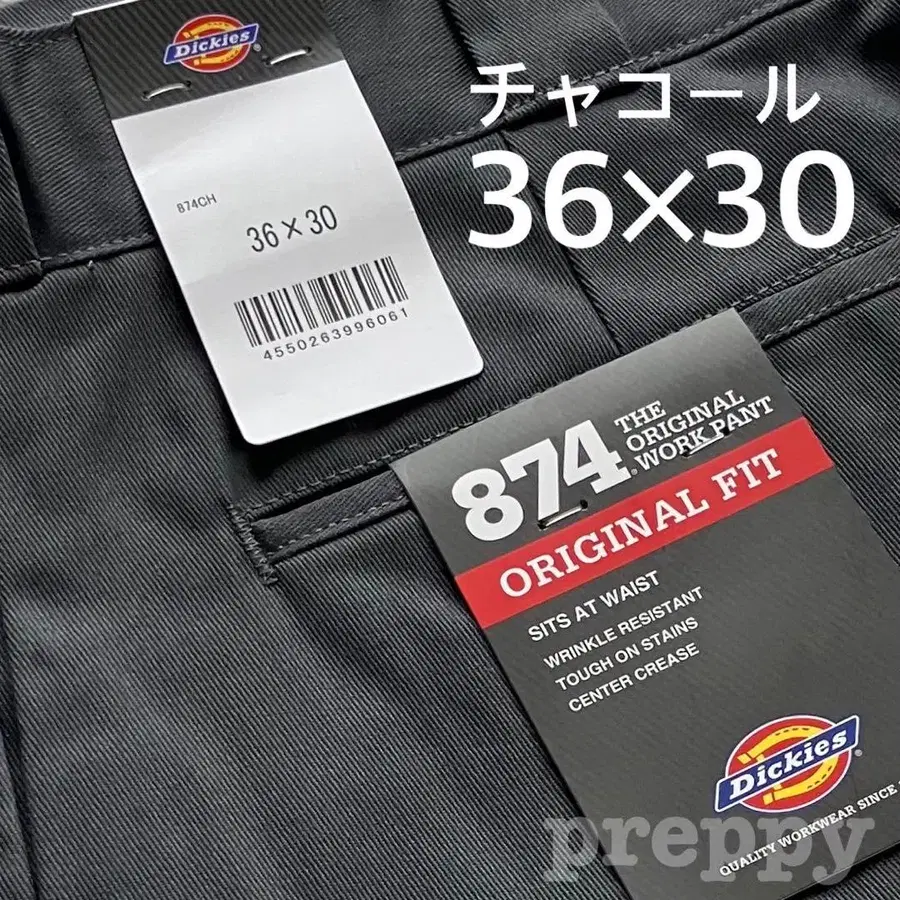 Dickies
チャコール
36×30
874CH
36×30
4550263996061
874
THE
ORIGINAL
WORK PANT
ORIGINAL FIT
SITS AT WAIST
WRINKLE RESISTANT
TOUGH ON STAINS
CENTER CREASE
Dickies
QUALITY WORKWEAR SINCE
preppy